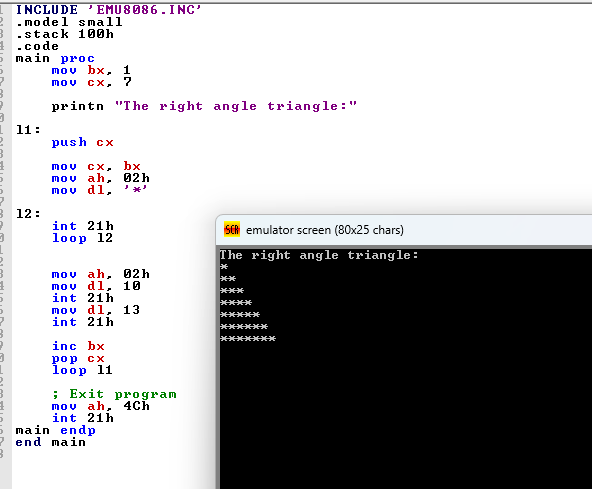 INCLUDE 'EMU8086.INC'
.model small
.stack 100h
.code
main proc
mov bx, 1
mov cx, 7
printn "The right angle triangle:"
l1:
push cx
mov cx, bx
mov ah, 02h
mov dl, '*'
l2:
int 21h
loop l2
mov ah, 02h
mov dl, 10
int 21h
mov dl, 13
int 21h
inc bx
pop cx
loop l1
; Exit program
mov ah, 4Ch
int 21h
main endp
end main
SCR emulator screen (80x25 chars)
The right angle triangle:
*
**
***
****
*****
******
*******